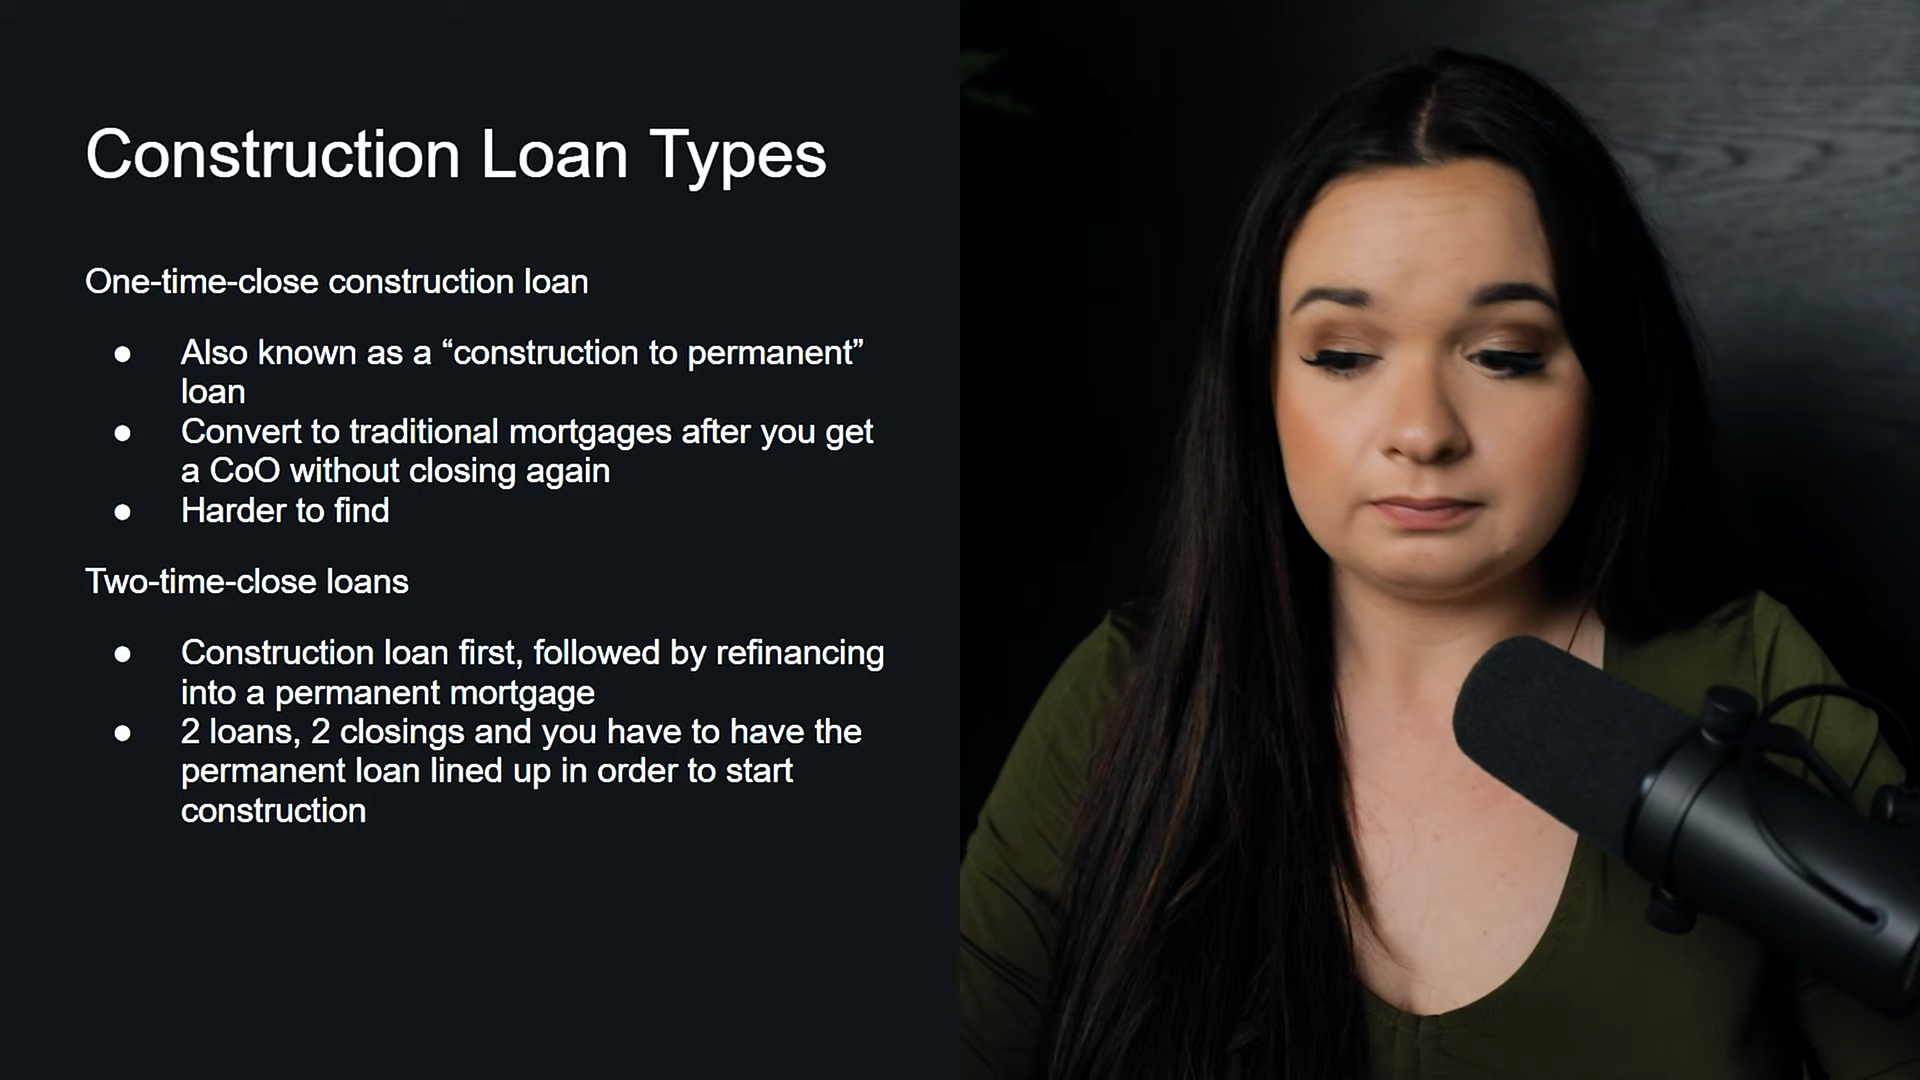 Construction Loan Types
One-time-close construction loan
● Also known as a “construction to permanent”
loan
● Convert to traditional mortgages after you get
a CoO without closing again
● Harder to find
Two-time-close loans
● Construction loan first, followed by refinancing
into a permanent mortgage
● 2 loans, 2 closings and you have to have the
permanent loan lined up in order to start
construction